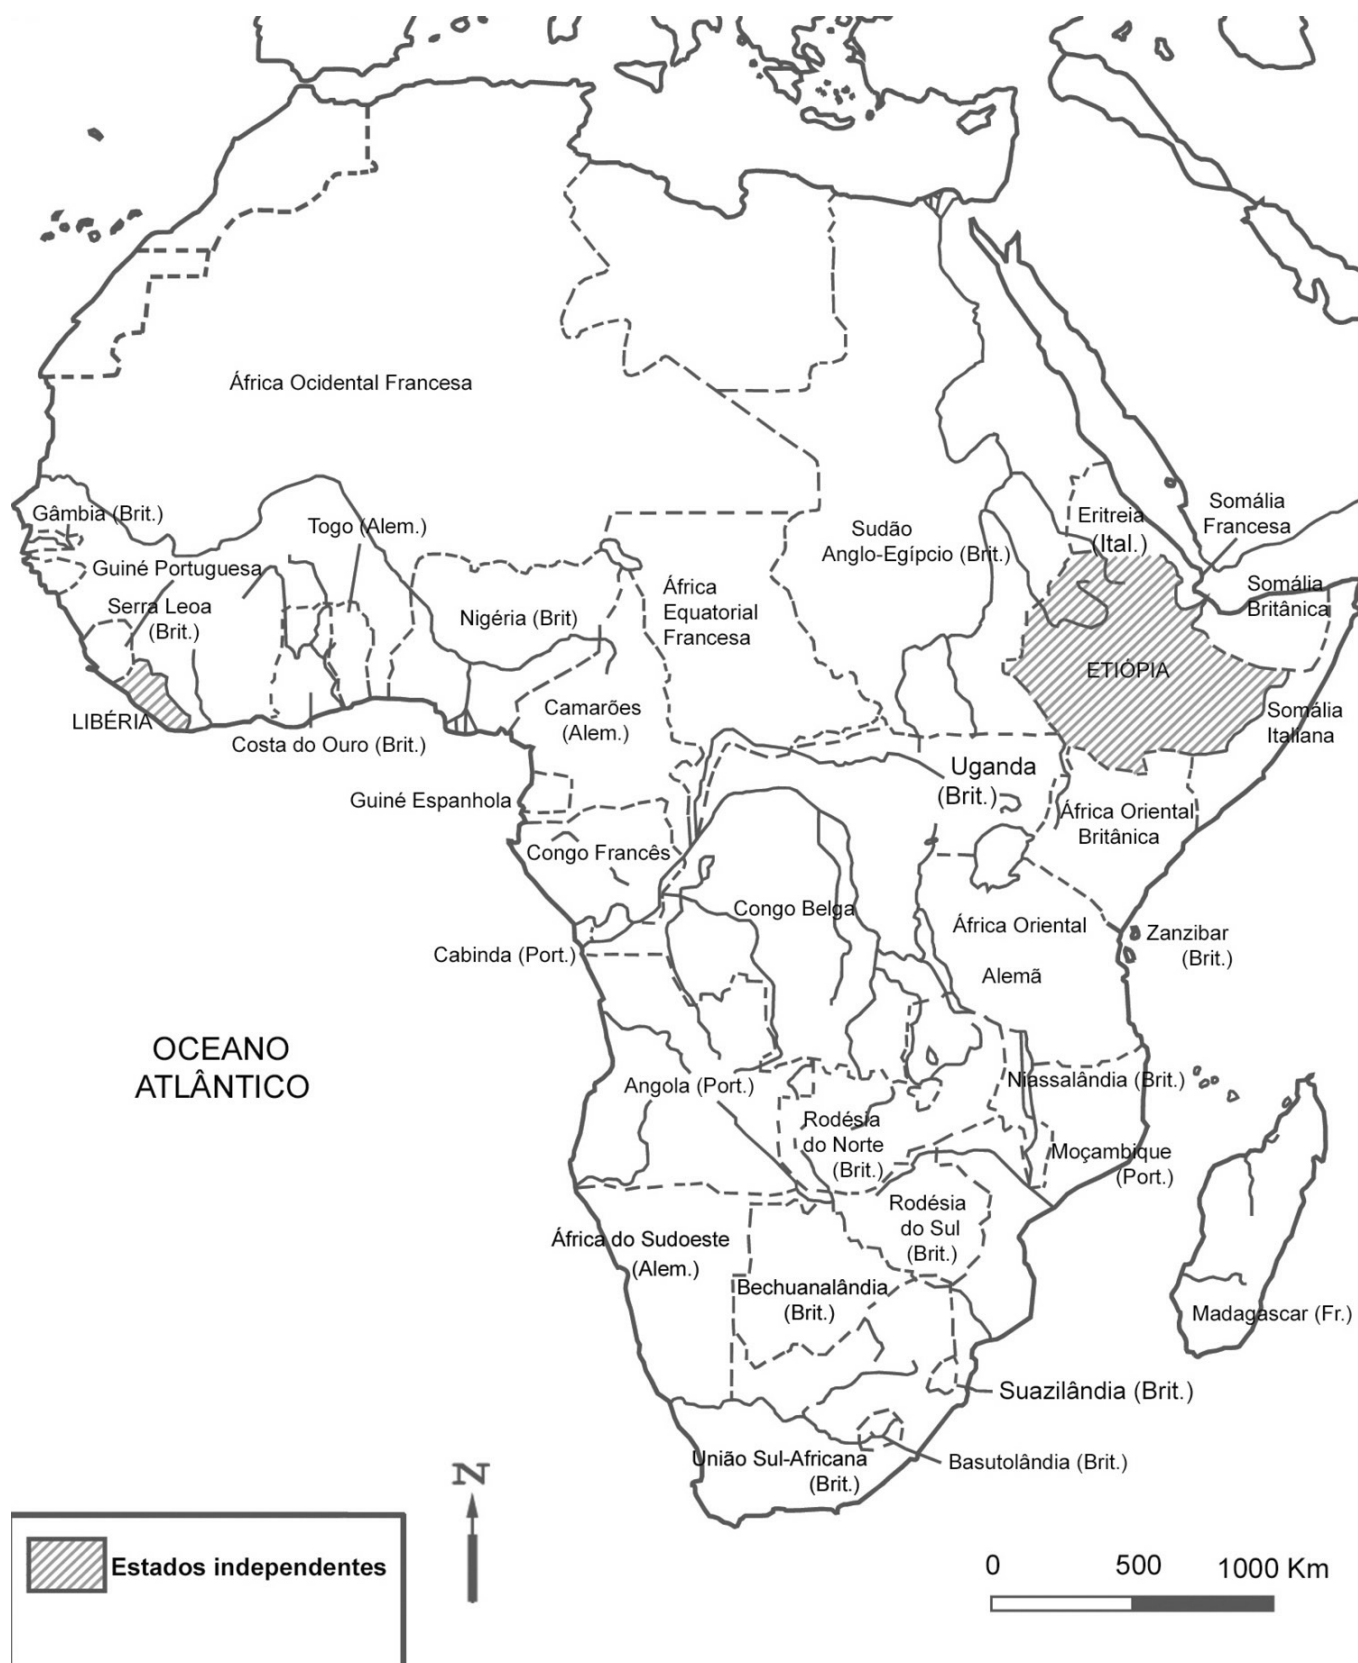 África Ocidental Francesa
Gâmbia (Brit.)
Togo (Alem.)
Guiné Portuguesa
Serra Leoa
(Brit.)
LIBÉRIA
Costa do Ouro (Brit.)
Nigéria (Brit)
Camarões
(Alem.)
África
Equatorial
Francesa
Sudão
Anglo-Egípcio (Brit.)
Eritreia
(Ital.)
Somália
Francesa
Somália
Britânica
ETIÓPIA
Somália
Italiana
Guiné Espanhola
Uganda
(Brit.)
África Oriental
Britânica
Congo Francês
Congo Belga
Cabinda (Port.)
África Oriental
Alemã
Zanzibar
(Brit.)
OCEANO
ATLÂNTICO
Angola (Port.)
Niassalândia (Brit.)
Rodésia
do Norte
(Brit.)
Moçambique
(Port.)
Rodésia
do Sul
(Brit.)
África do Sudoeste
(Alem.)
Bechuanalândia
(Brit.)
Madagascar (Fr.)
Suazilândia (Brit.)
União Sul-Africana
(Brit.)
Basutolândia (Brit.)
N
Estados independentes
0 500 1000 Km